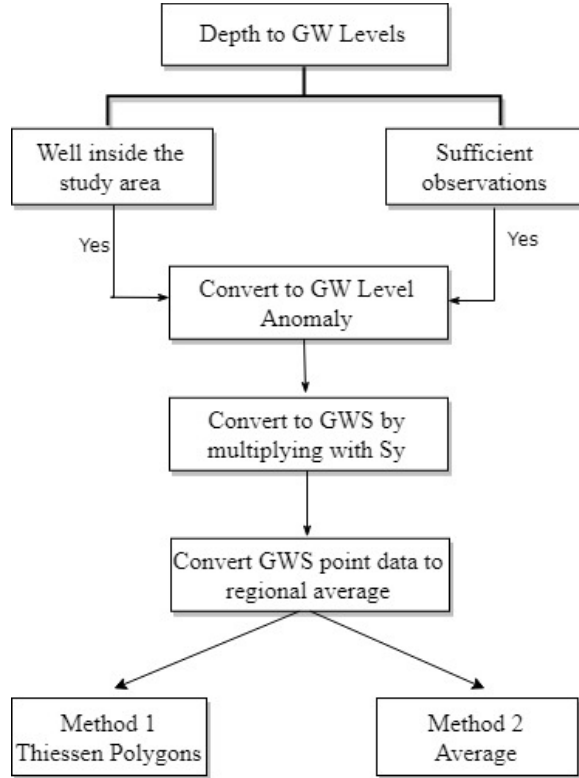 Depth to GW Levels
Well inside the
study area
Sufficient
observations
Yes
Yes
Convert to GW Level
Anomaly
Convert to GWS by
multiplying with Sy
Convert GWS point data to
regional average
Method 1
Thiessen Polygons
Method 2
Average